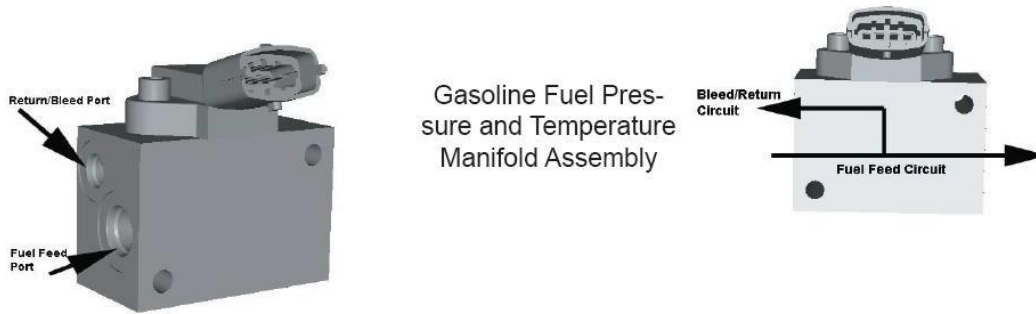 Return/Bleed Port
Fuel Feed
Port
Gasoline Fuel Pres-
sure and Temperature
Manifold Assembly
Bleed/Return
Circuit
Fuel Feed Circuit